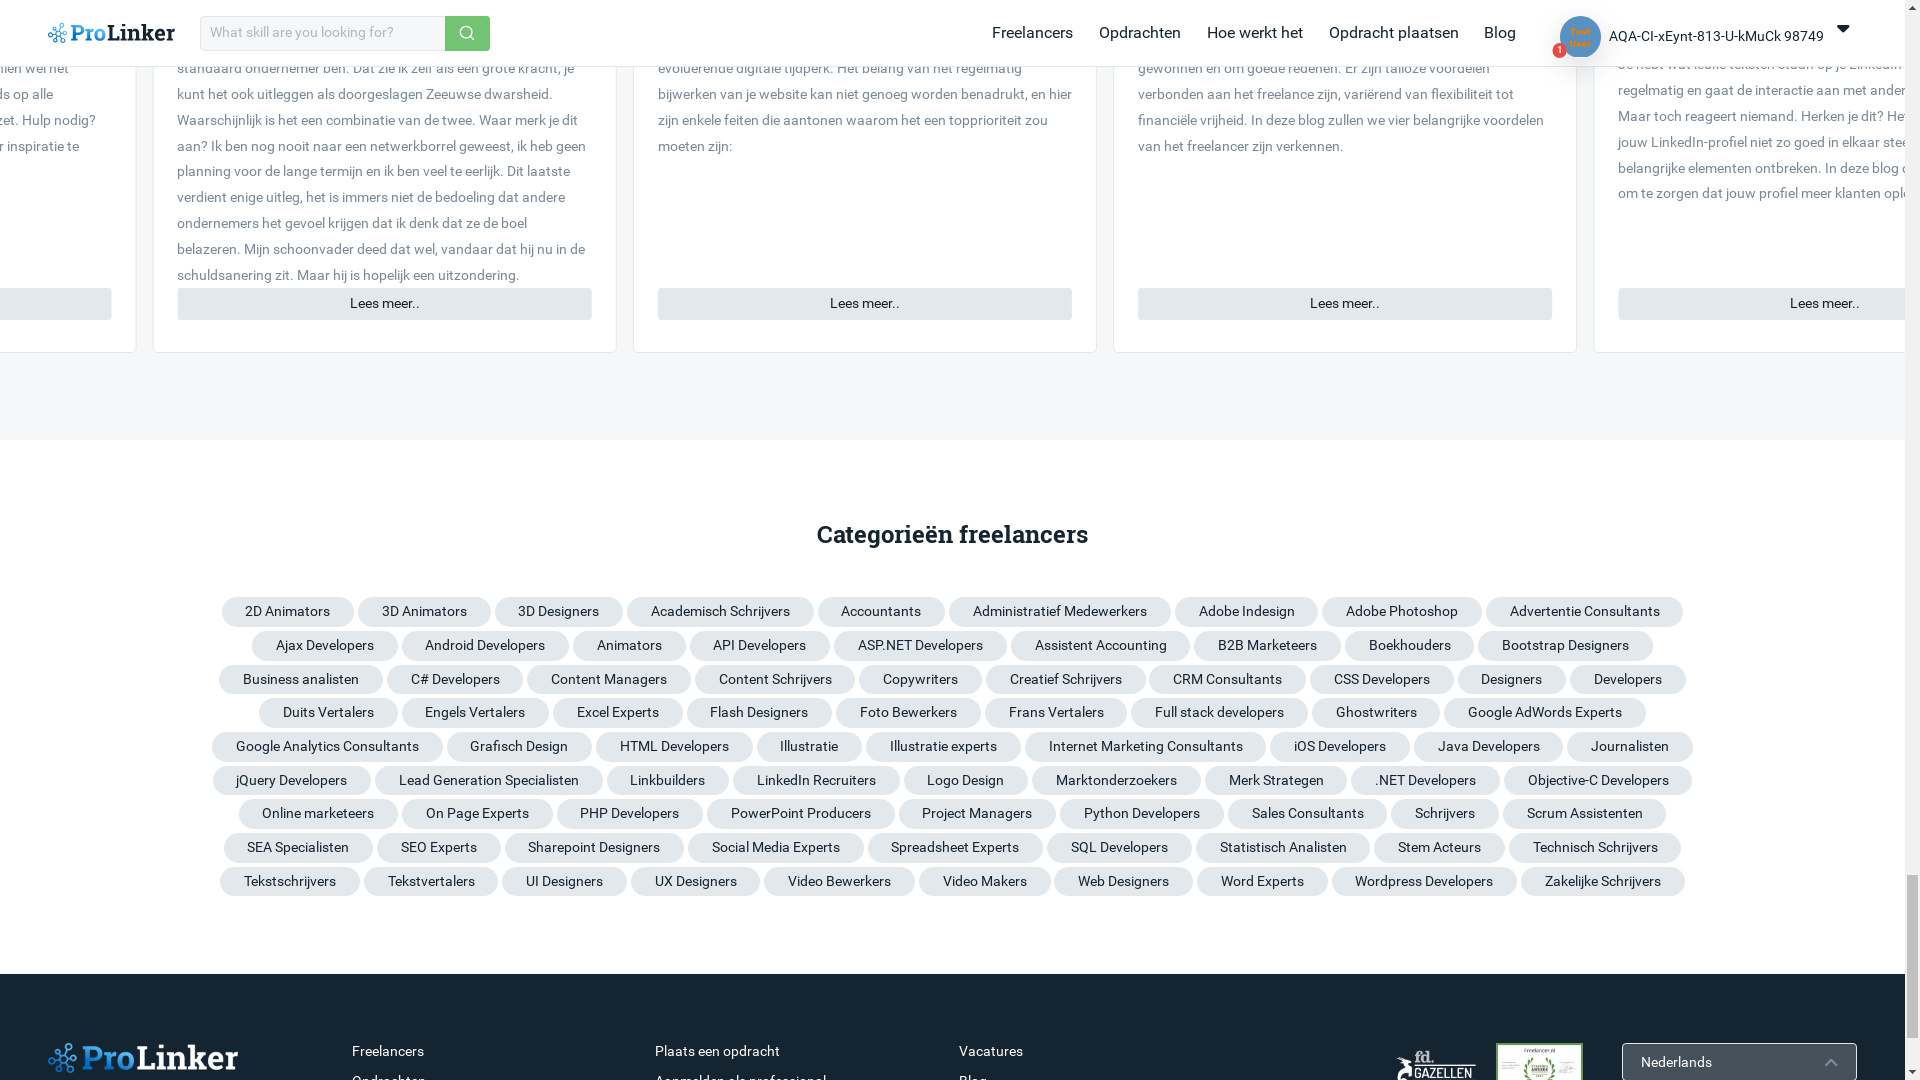 ProLinker
What skill are you looking for?
Freelancers
Opdrachten
Hoe werkt het
Opdracht plaatsen
Blog
Test User
1
AQA-CI-xEynt-813-U-kMuCk 98749
op alle
Hulp nodig?
inspiratie te
standaard ondernemer ben. Dat zie ik zelf als een grote kracht, je
kunt het ook uitleggen als doorgeslagen Zeeuwse dwarsheid.
Waarschijnlijk is het een combinatie van de twee. Waar merk je dit
aan? Ik ben nog nooit naar een netwerkborrel geweest, ik heb geen
planning voor de lange termijn en ik ben veel te eerlijk. Dit laatste
verdient enige uitleg, het is immers niet de bedoeling dat andere
ondernemers het gevoel krijgen dat ik denk dat ze de boel
belazeren. Mijn schoonvader deed dat wel, vandaar dat hij nu in de
schuldsanering zit. Maar hij is hopelijk een uitzondering.
Lees meer..
evoluerende digitale tijdperk. Het belang van het regelmatig
bijwerken van je website kan niet genoeg worden benadrukt, en hier
zijn enkele feiten die aantonen waarom het een topprioriteit zou
moeten zijn:
Lees meer..
gewonnen en om goede redenen. Er zijn talloze voordelen
verbonden aan het freelance zijn, variërend van flexibiliteit tot
financiële vrijheid. In deze blog zullen we vier belangrijke voordelen
van het freelancer zijn verkennen.
Lees meer..
Je hebt wat leuke teksten staan op je LinkedIn
regelmatig en gaat de interactie aan met ander
Maar toch reageert niemand. Herken je dit? He
jouw LinkedIn-profiel niet zo goed in elkaar stee
belangrijke elementen ontbreken. In deze blog
om te zorgen dat jouw profiel meer klanten ople
Lees meer..
Categorieën freelancers
2D Animators 3D Animators 3D Designers Academisch Schrijvers Accountants Administratief Medewerkers Adobe Indesign Adobe Photoshop Advertentie Consultants
Ajax Developers Android Developers Animators API Developers ASP.NET Developers Assistent Accounting B2B Marketeers Boekhouders Bootstrap Designers
Business analisten C# Developers Content Managers Content Schrijvers Copywriters Creatief Schrijvers CRM Consultants CSS Developers Designers Developers
Duits Vertalers Engels Vertalers Excel Experts Flash Designers Foto Bewerkers Frans Vertalers Full stack developers Ghostwriters Google AdWords Experts
Google Analytics Consultants Grafisch Design HTML Developers Illustratie Illustratie experts Internet Marketing Consultants iOS Developers Java Developers Journalisten
jQuery Developers Lead Generation Specialisten Linkbuilders LinkedIn Recruiters Logo Design Marktonderzoekers Merk Strategen .NET Developers Objective-C Developers
Online marketeers On Page Experts PHP Developers PowerPoint Producers Project Managers Python Developers Sales Consultants Schrijvers Scrum Assistenten
SEA Specialisten SEO Experts Sharepoint Designers Social Media Experts Spreadsheet Experts SQL Developers Statistisch Analisten Stem Acteurs Technisch Schrijvers
Tekstschrijvers Tekstvertalers UI Designers UX Designers Video Bewerkers Video Makers Web Designers Word Experts Wordpress Developers Zakelijke Schrijvers
ProLinker
Freelancers
Opdrachten
Plaats een opdracht
Aanmelden als professional
Vacatures
Blog
fd.
GAZELLEN
Freelancer.nl
Nederlands